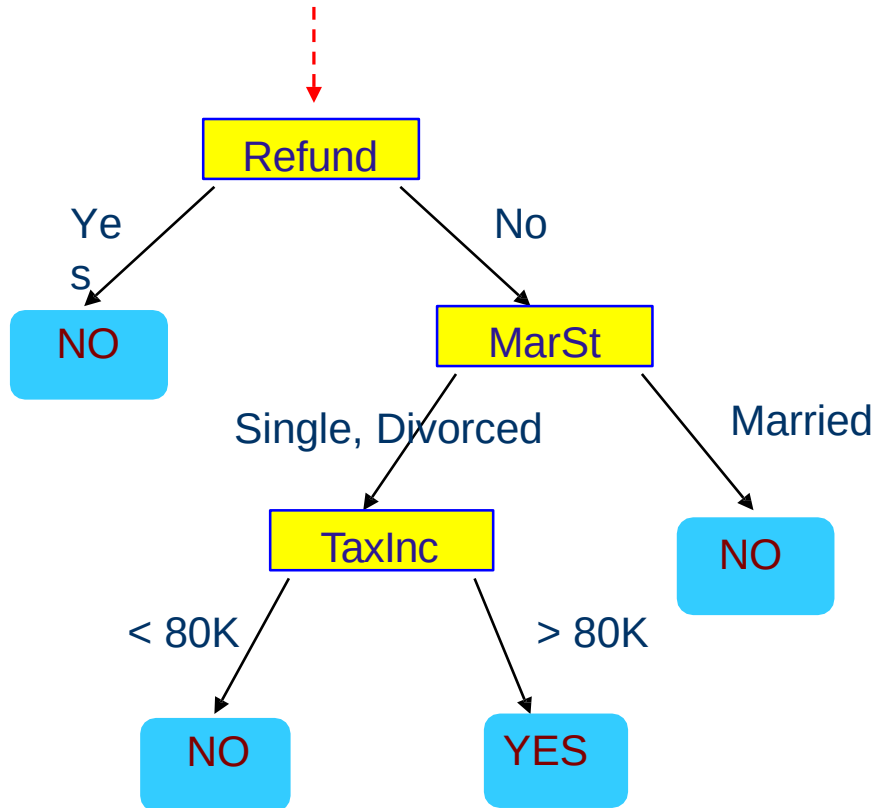 Refund
Ye
s
No
NO
MarSt
Single, Divorced
Married
TaxInc
NO
< 80K
> 80K
NO
YES